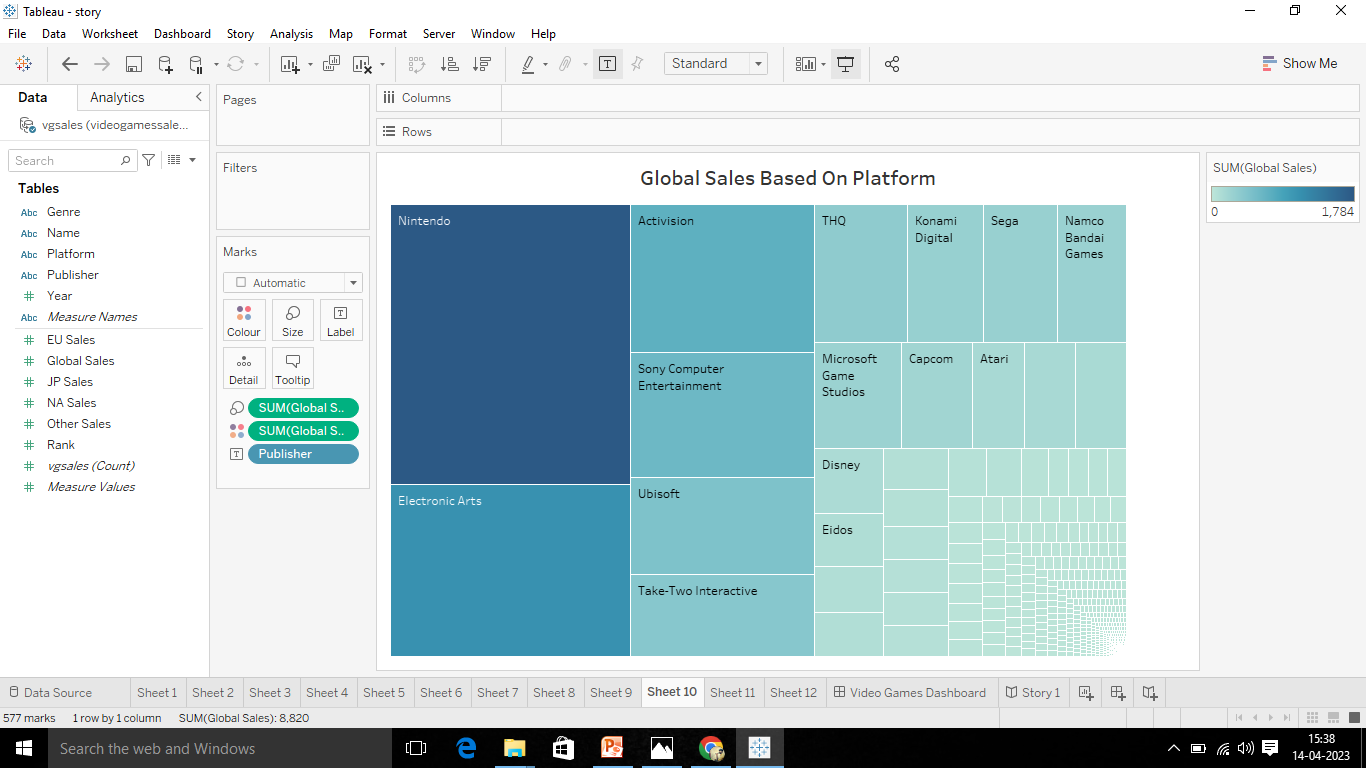 Tableau - story
File Data Worksheet Dashboard Story Analysis Map Format Server Window Help
Standard
Show Me
Data Analytics
vgsales (videogamessale...
Search
Tables
Abc Genre
Abc Name
Abc Platform
Abc Publisher
# Year
Abc Measure Names
# EU Sales
# Global Sales
# JP Sales
# NA Sales
# Other Sales
# Rank
# vgsales (Count)
# Measure Values
Pages
Filters
Marks
Automatic
Colour Size Label
Detail Tooltip
SUM(Global S..
SUM(Global S..
Publisher
Columns
Rows
Global Sales Based On Platform
Nintendo
Electronic Arts
Activision
Sony Computer
Entertainment
Ubisoft
Take-Two Interactive
THQ
Konami
Digital
Sega
Namco
Bandai
Games
Microsoft
Game
Studios
Capcom
Atari
Disney
Eidos
SUM(Global Sales)
0 1,784
Data Source Sheet 1 Sheet 2 Sheet 3 Sheet 4 Sheet 5 Sheet 6 Sheet 7 Sheet 8 Sheet 9 Sheet 10 Sheet 11 Sheet 12 Video Games Dashboard Story 1
577 marks 1 row by 1 column SUM(Global Sales): 8,820
Search the web and Windows
15:38
14-04-2023